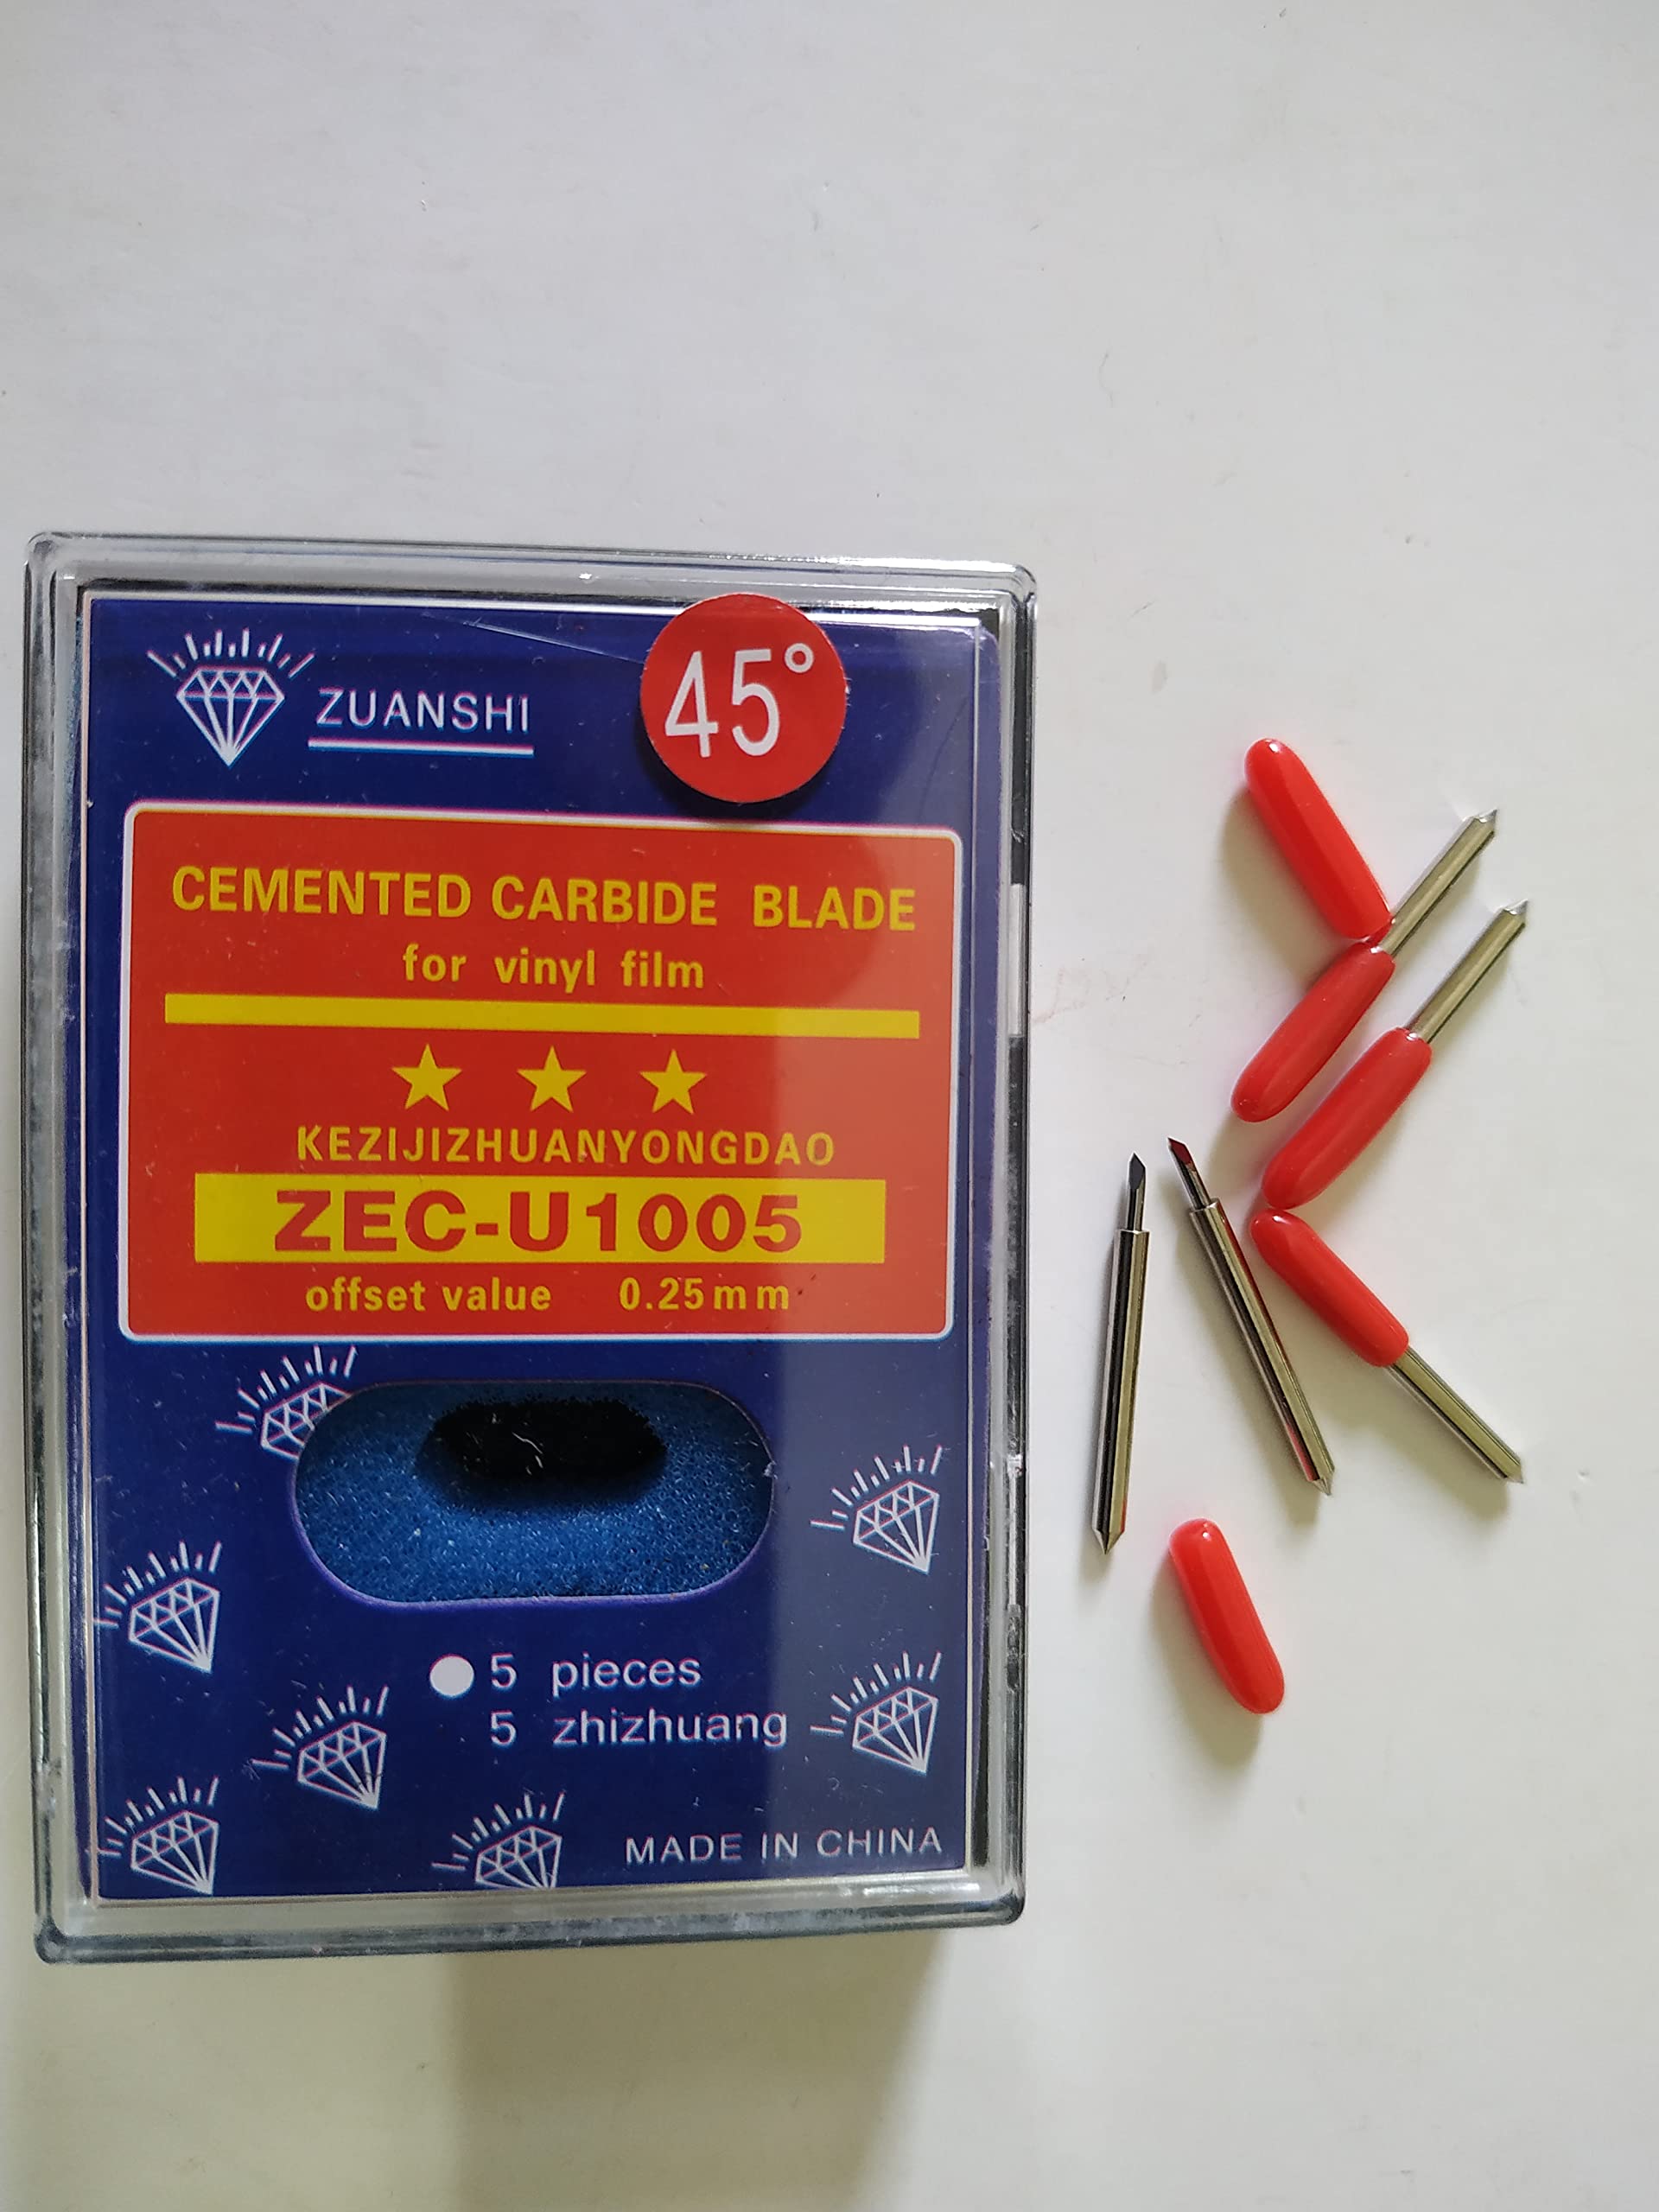 ZUANSHI
45°
CEMENTED CARBIDE BLADE
for vinyl film
KEZIJIZHUANYONGDAO
ZEC-U1005
offset value 0.25mm
5 pieces
5 zhizhuang
MADE IN CHINA